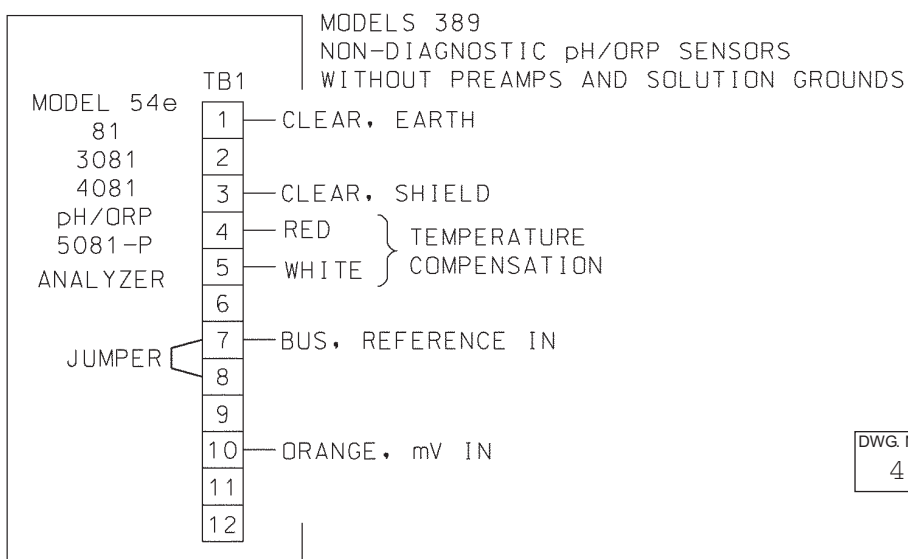 MODELS 389
NON-DIAGNOSTIC pH/ORP SENSORS
WITHOUT PREAMPS AND SOLUTION GROUNDS
TB1
MODEL 54e
81
3081
4081
pH/ORP
5081-P
ANALYZER
JUMPER
1 CLEAR, EARTH
2
3 CLEAR, SHIELD
4 RED
5 WHITE
TEMPERATURE
COMPENSATION
6
7 BUS, REFERENCE IN
8
9
10 ORANGE, mV IN
11
12
DWG.
4